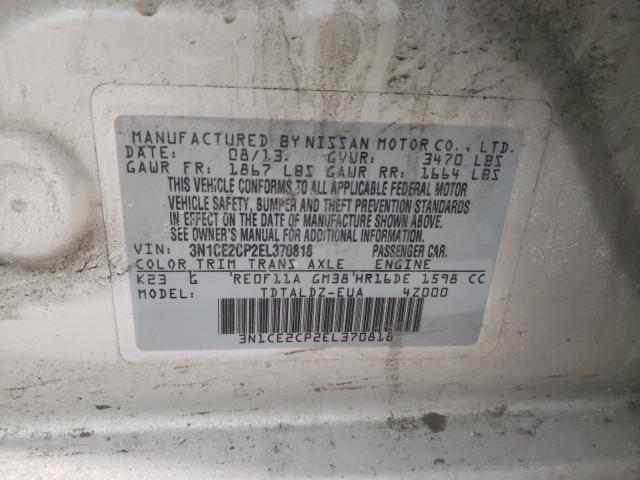 MANUFACTURED BY NISSAN MOTOR CO., LTD.
DATE: 08/13. GVWR: 3470 LBS
GAWR FR: 1867 LBS GAWR RR: 1664 LBS
THIS VEHICLE CONFORMS TO ALL APPLICABLE FEDERAL MOTOR
VEHICLE SAFETY, BUMPER AND THEFT PREVENTION STANDARDS
IN EFFECT ON THE DATE OF MANUFACTURE SHOWN ABOVE.
SEE OWNER'S MANUAL FOR ADDITIONAL INFORMATION.
VIN: 3N1CE2CP2EL370818 PASSENGER CAR
COLOR TRIM TRANS AXLE ENGINE
K23 G 'RE0F11A GM38'HR16DE 1598 CC
TDTALDZ-EUA 4Z000
3N1CE2CP2EL370818